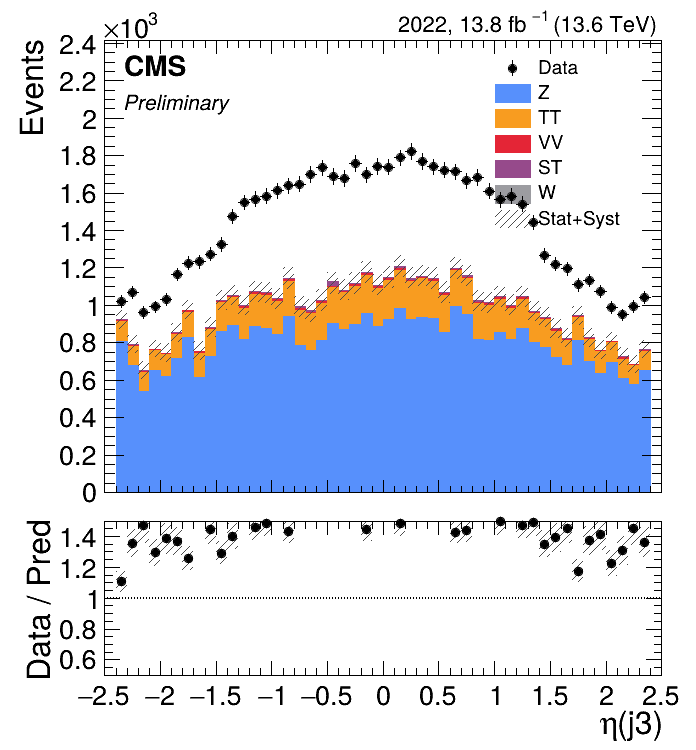 ×10³
2022, 13.8 fb⁻¹ (13.6 TeV)
Events
CMS
Preliminary
Data
Z
TT
VV
ST
W
Stat+Syst
2.4
2.2
2
1.8
1.6
1.4
1.2
1
0.8
0.6
0.4
0.2
0
Data / Pred
1.4
1.2
1
0.8
0.6
−2.5 −2 −1.5 −1 −0.5 0 0.5 1 1.5 2 2.5
η(j3)